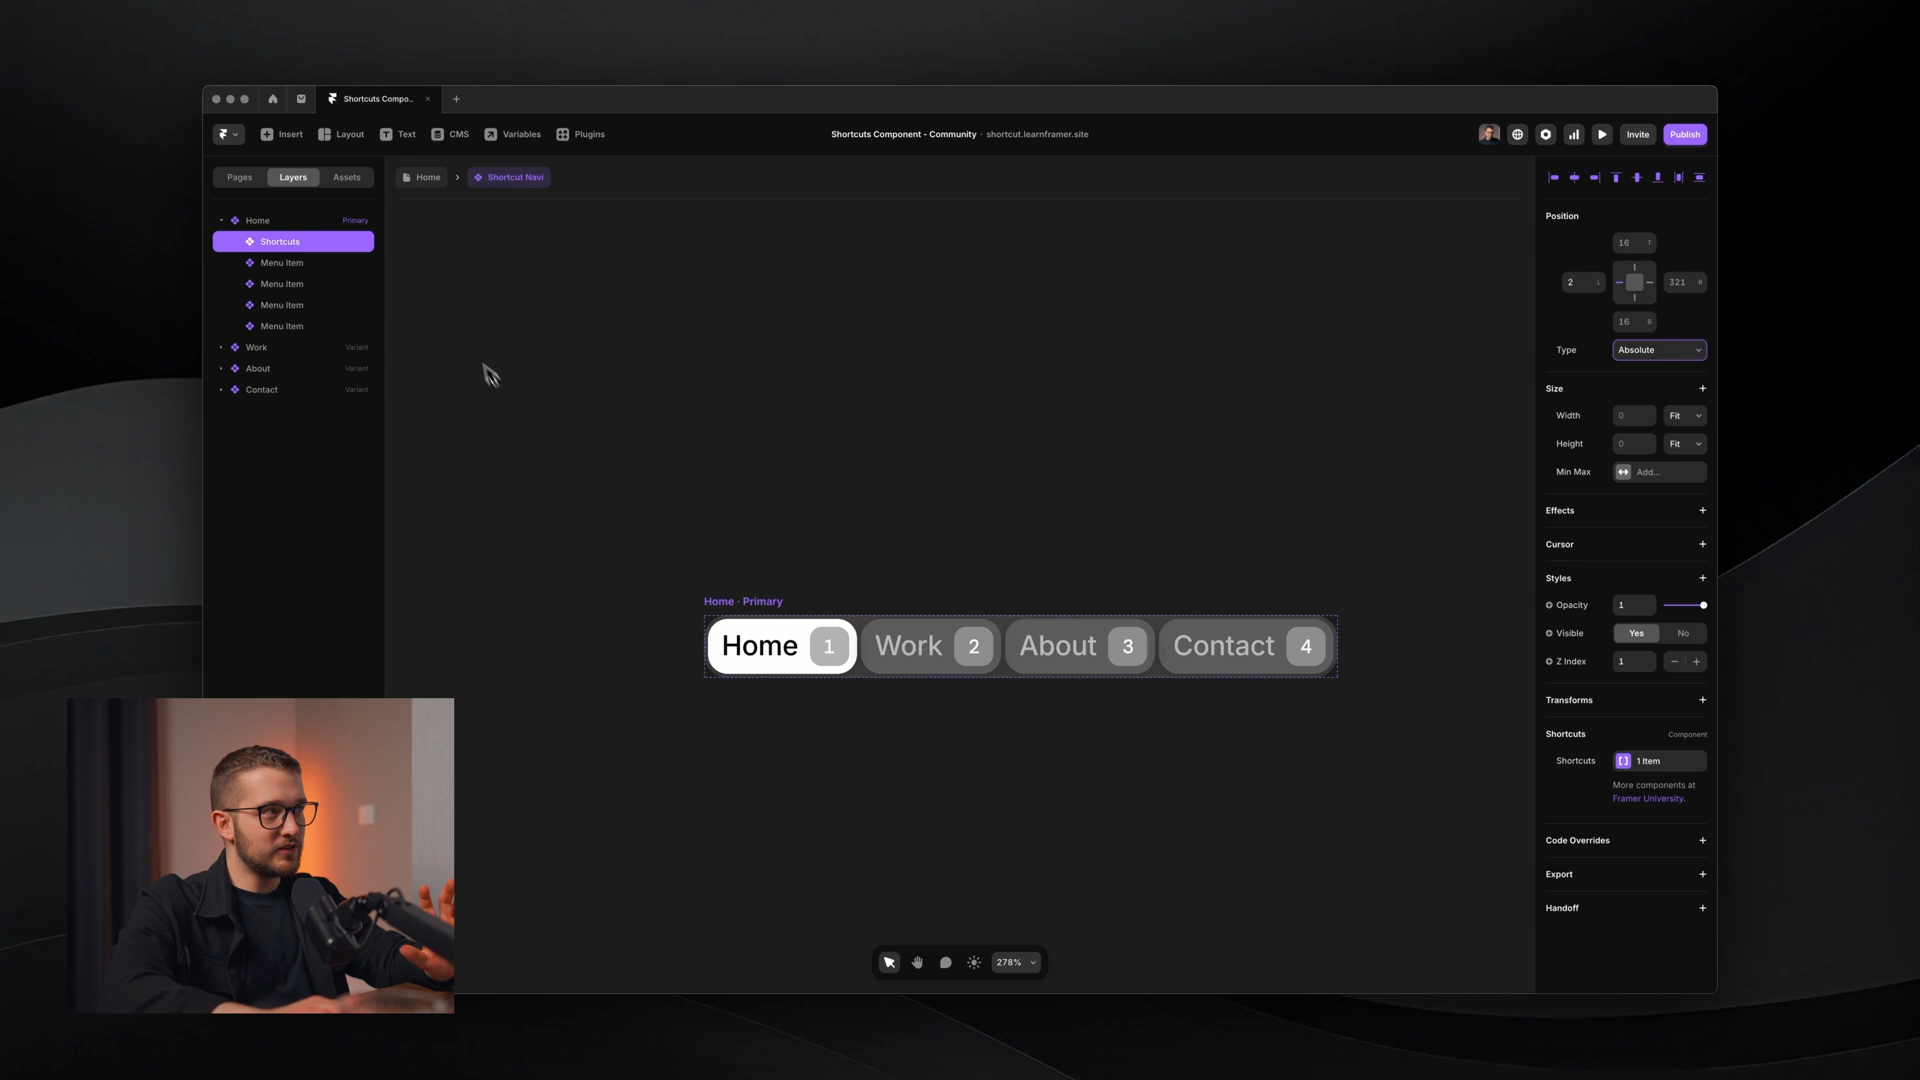 Shortcuts Compo..
Insert
Layout
Text
CMS
Variables
Plugins
Shortcuts Component - Community · shortcut.learnframer.site
Invite
Publish
Pages
Layers
Assets
Home
Shortcut Navi
Home
Primary
Shortcuts
Menu Item
Menu Item
Menu Item
Menu Item
Work
Variant
About
Variant
Contact
Variant
Home · Primary
Home 1
Work 2
About 3
Contact 4
278%
Position
16 T
2 L
321 R
16 B
Type
Absolute
Size
Width
0
Fit
Height
0
Fit
Min Max
Add...
Effects
Cursor
Styles
Opacity
1
Visible
Yes
No
Z Index
1
Transforms
Shortcuts
Component
Shortcuts
1 Item
More components at
Framer University.
Code Overrides
Export
Handoff